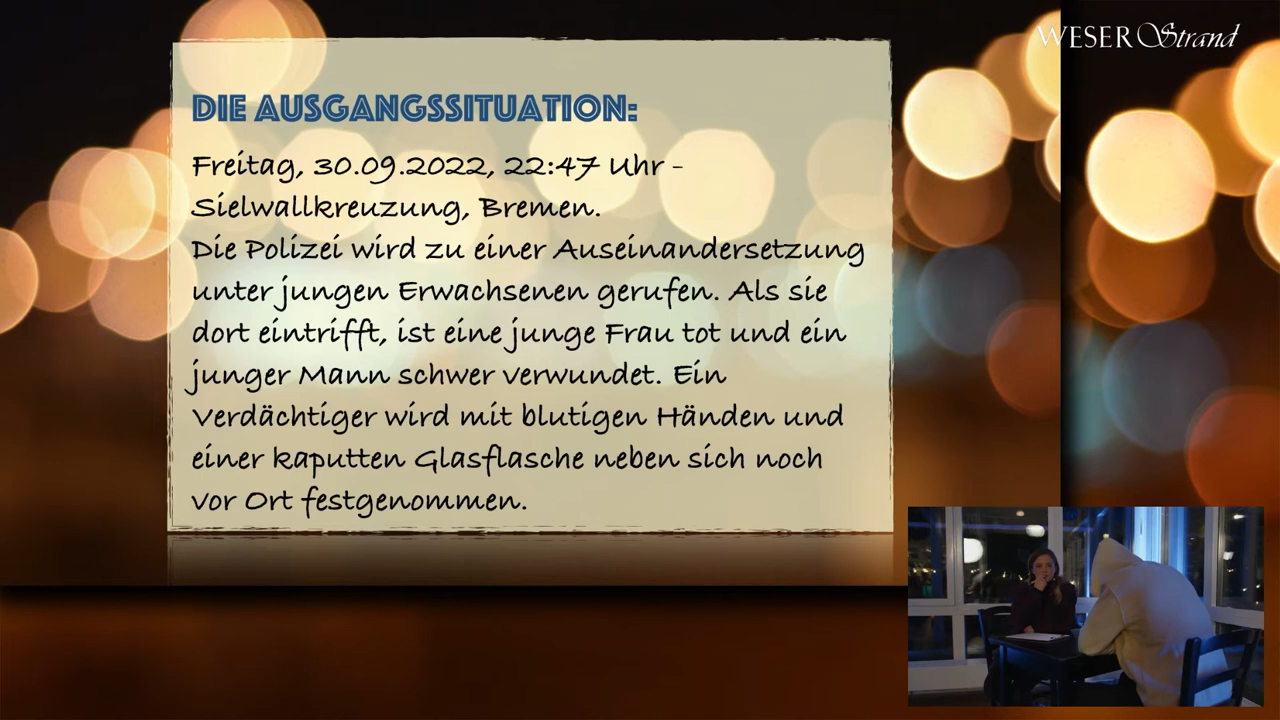 WESER Strand
DIE AUSGANGSSITUATION:
Freitag, 30.09.2022, 22:47 Uhr -
Sielwallkreuzung, Bremen.
Die Polizei wird zu einer Auseinandersetzung
unter jungen Erwachsenen gerufen. Als sie
dort eintrifft, ist eine junge Frau tot und ein
junger Mann schwer verwundet. Ein
Verdächtiger wird mit blutigen Händen und
einer kaputten Glasflasche neben sich noch
vor Ort festgenommen.